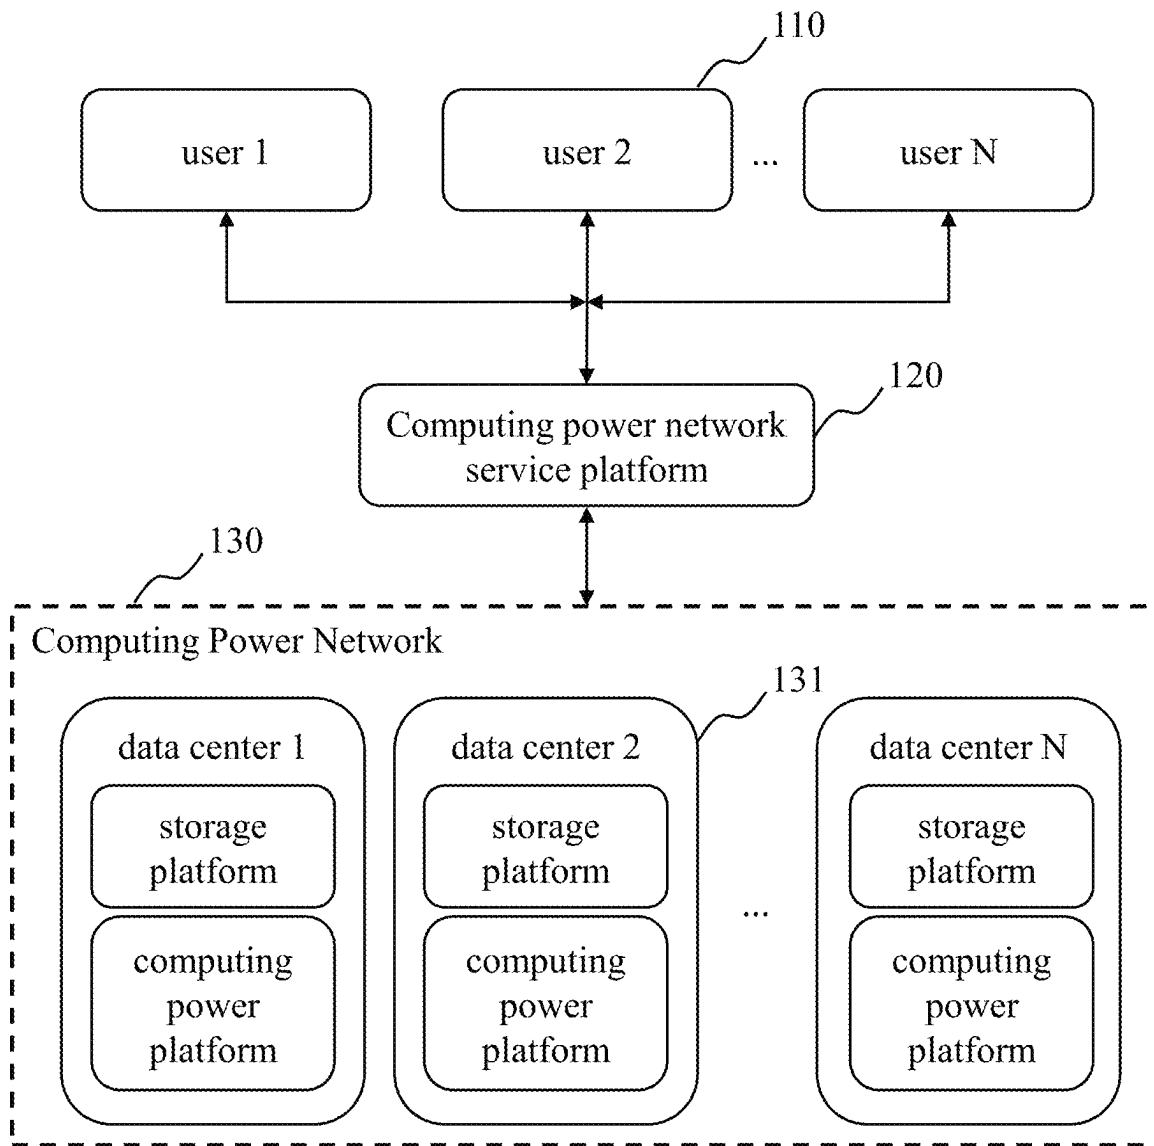 110
user 1
user 2
...
user N
120
Computing power network
service platform
130
Computing Power Network
131
data center 1
storage
platform
computing
power
platform
data center 2
storage
platform
computing
power
platform
...
data center N
storage
platform
computing
power
platform